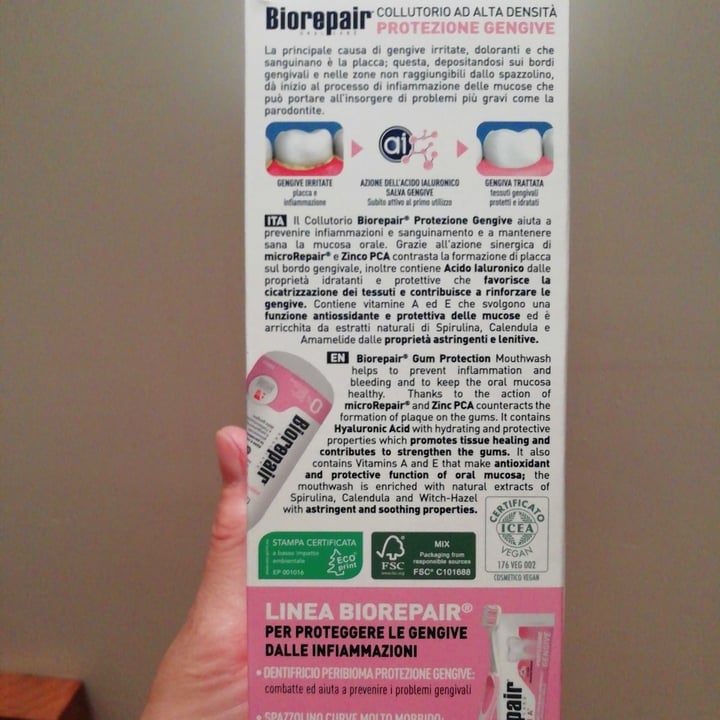 Biorepair® COLLUTORIO AD ALTA DENSITÀ
ORAL CARE PROTEZIONE GENGIVE
La principale causa di gengive irritate, doloranti e che
sanguinano è la placca; questa, depositandosi sui bordi
gengivali e nelle zone non raggiungibili dallo spazzolino,
dà inizio al processo di infiammazione delle mucose che
può portare all'insorgere di problemi più gravi come la
parodontite.
ai
GENGIVE IRRITATE
placca e
infiammazione
AZIONE DELL'ACIDO IALURONICO
SALVA GENGIVE
Subito attivo al primo utilizzo
GENGIVA TRATTATA
tessuti gengivali
protetti e idratati
ITA Il Collutorio Biorepair® Protezione Gengive aiuta a
prevenire infiammazioni e sanguinamento e a mantenere
sana la mucosa orale. Grazie all'azione sinergica di
microRepair® e Zinco PCA contrasta la formazione di placca
sul bordo gengivale, inoltre contiene Acido Ialuronico dalle
proprietà idratanti e protettive che favorisce la
cicatrizzazione dei tessuti e contribuisce a rinforzare le
gengive. Contiene vitamine A ed E che svolgono una
funzione antiossidante e protettiva delle mucose ed è
arricchita da estratti naturali di Spirulina, Calendula e
Amamelide dalle proprietà astringenti e lenitive.
EN Biorepair® Gum Protection Mouthwash
helps to prevent inflammation and
bleeding and to keep the oral mucosa
healthy. Thanks to the action of
microRepair® and Zinc PCA counteracts the
formation of plaque on the gums. It contains
Hyaluronic Acid with hydrating and protective
properties which promotes tissue healing and
contributes to strengthen the gums. It also
contains Vitamins A and E that make antioxidant
and protective function of oral mucosa; the
mouthwash is enriched with natural extracts of
Spirulina, Calendula and Witch-Hazel
with astringent and soothing properties.
Biorepair
STAMPA CERTIFICATA
a basso impatto
ambientale
EP 001016
ECO
print
FSC
www.fsc.org
MIX
Packaging from
responsible sources
FSC® C101688
CERTIFICATO
ICEA
VEGAN
176 VEG 002
COSMETICO VEGAN
LINEA BIOREPAIR®
PER PROTEGGERE LE GENGIVE
DALLE INFIAMMAZIONI
• DENTIFRICIO PERIBIOMA PROTEZIONE GENGIVE:
combatte ed aiuta a prevenire i problemi gengivali
• SPAZZOLINO CURVE MOLTO MORBIDO:
GENGIVE